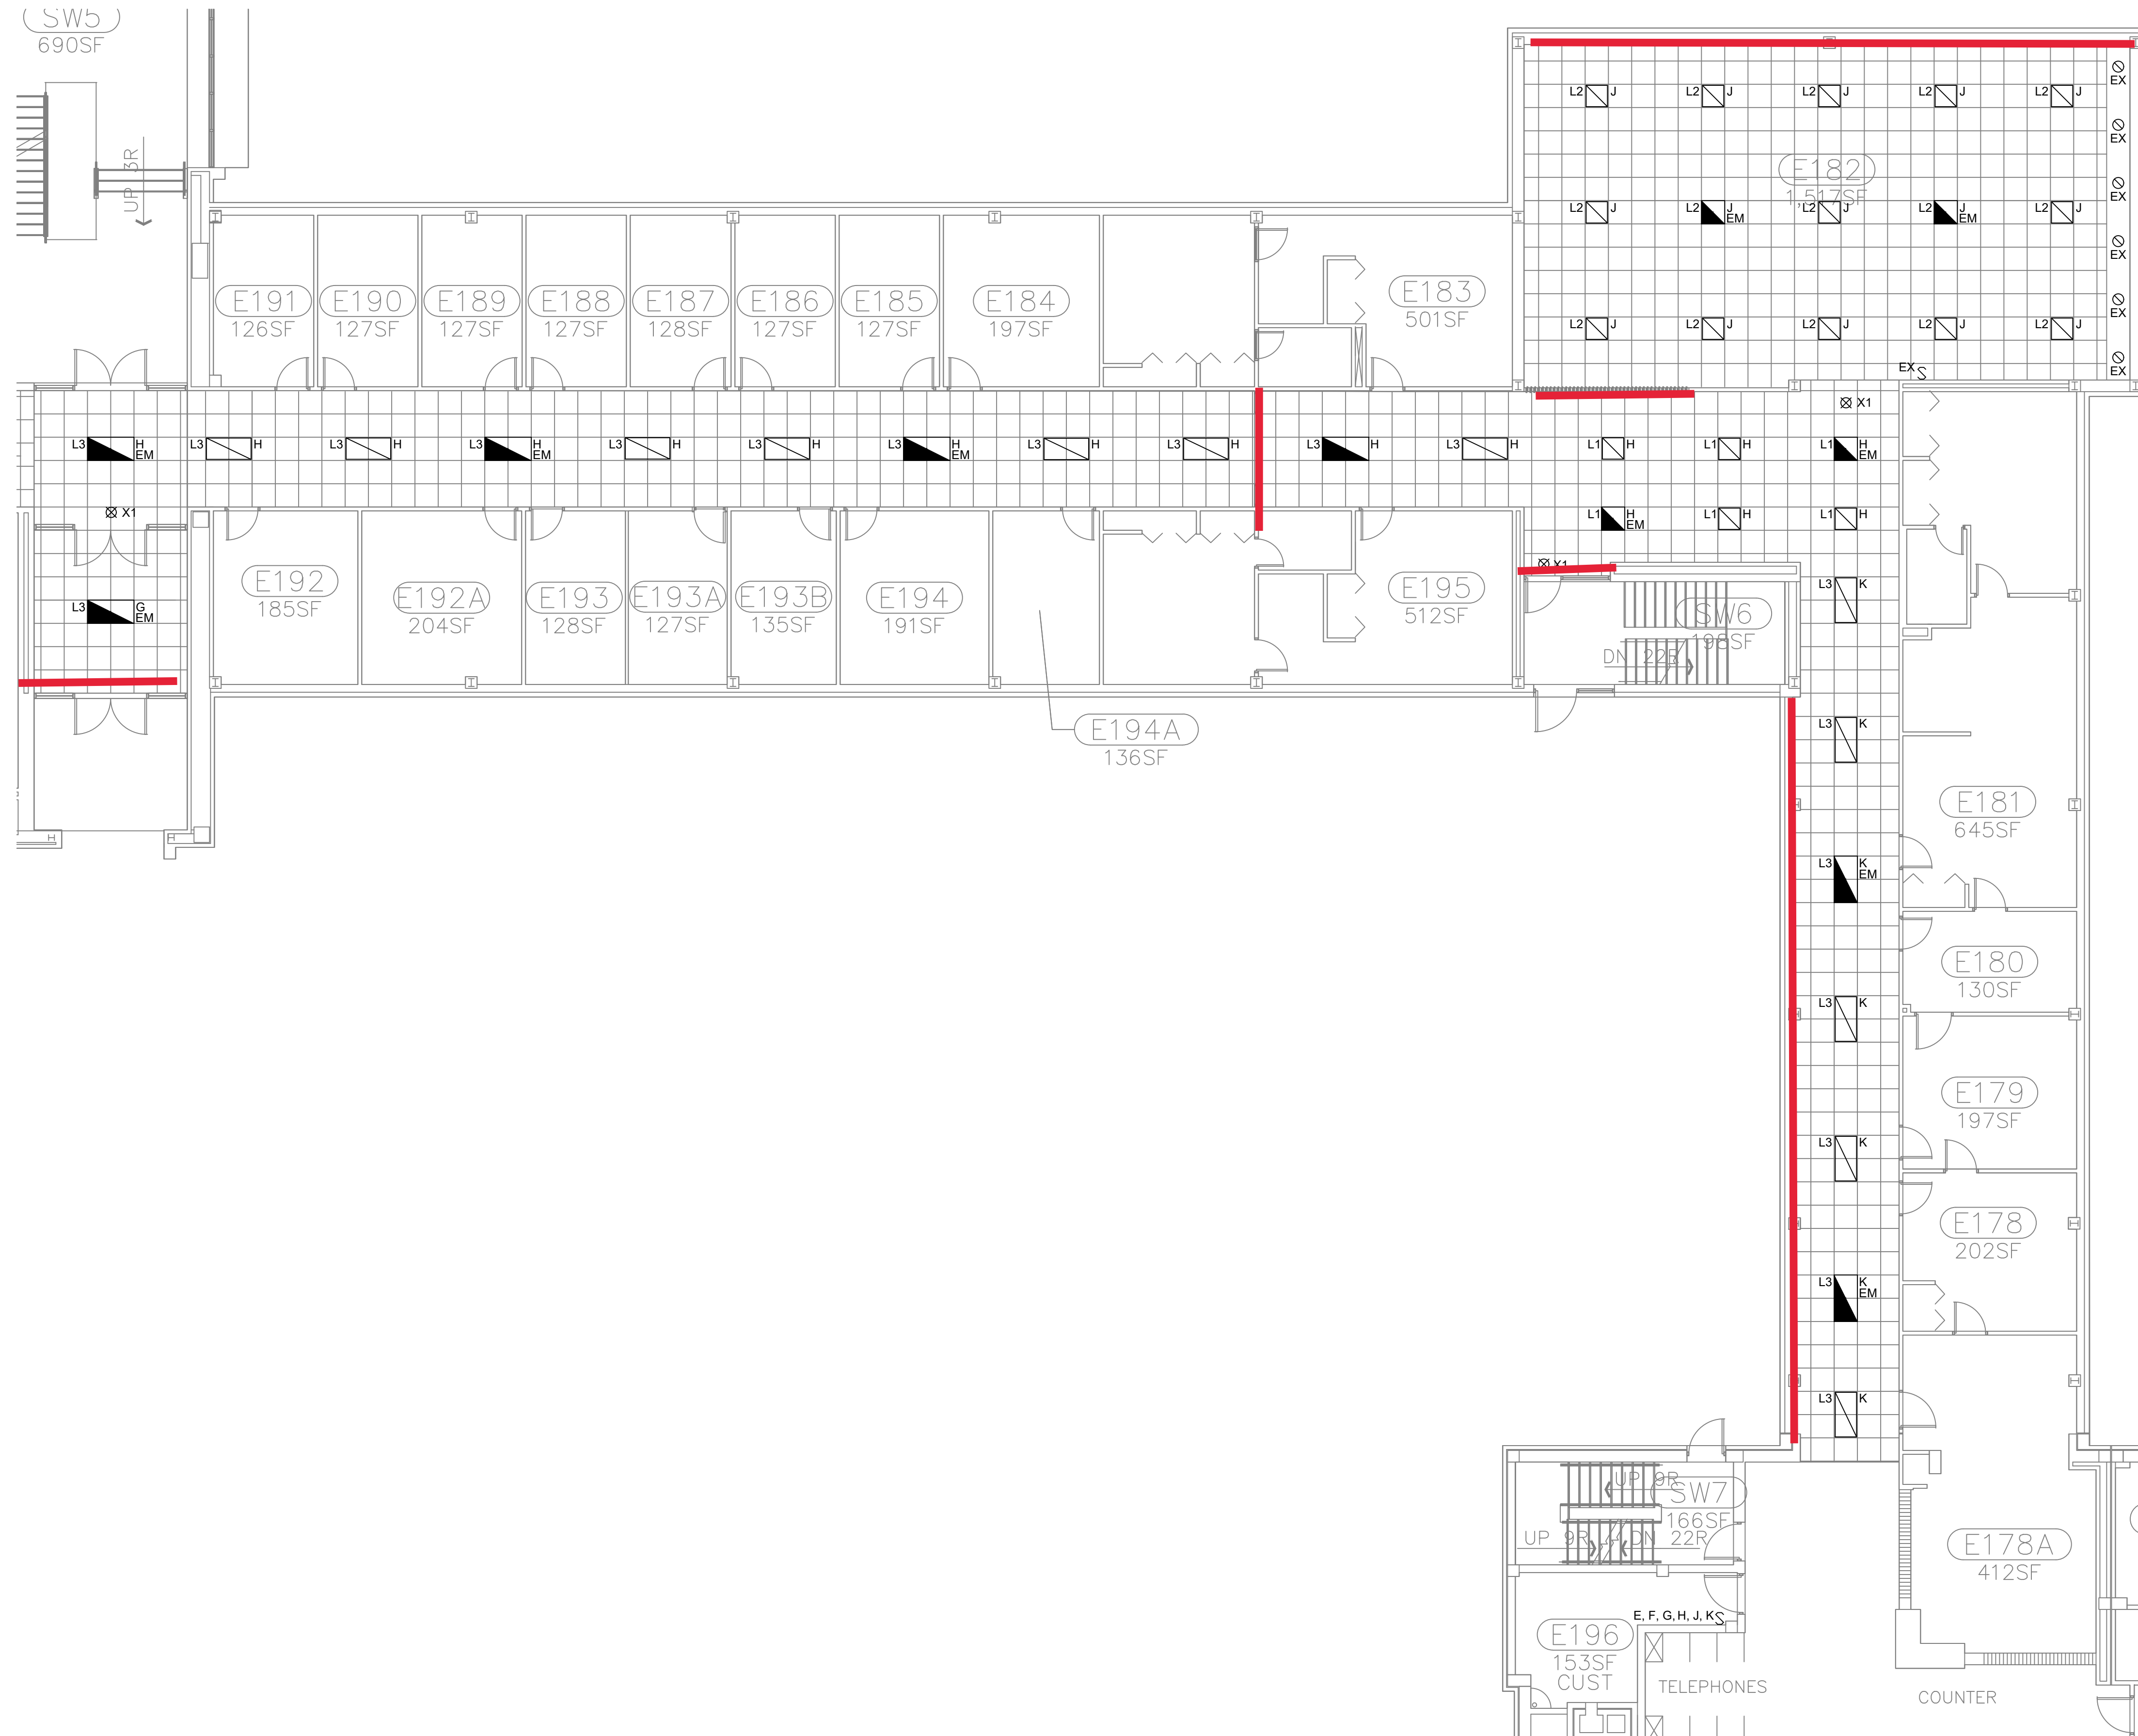 SW5
690SF
UP 3R
EX
EX
EX
EX
EX
EX
L2 J
L2 J
L2 J
L2 J
L2 J
E182
1,517SF
L2 J
L2 J
EM
L2 J
L2 J
EM
L2 J
L2 J
L2 J
L2 J
L2 J
L2 J
EX S
E191
126SF
E190
127SF
E189
127SF
E188
127SF
E187
128SF
E186
127SF
E185
127SF
E184
197SF
E183
501SF
X1
L3 H
EM
L3 H
L3 H
L3 H
EM
L3 H
L3 H
L3 H
EM
L3 H
L3 H
L3 H
L3 H
L1 H
L1 H
L1 H
EM
X1
L1 H
EM
L1 H
L1 H
X1
L3 G
EM
E192
185SF
E192A
204SF
E193
128SF
E193A
127SF
E193B
135SF
E194
191SF
E195
512SF
SW6
198SF
DN 22R
E194A
136SF
L3 K
L3 K
L3 K
EM
L3 K
L3 K
L3 K
EM
L3 K
E181
645SF
E180
130SF
E179
197SF
E178
202SF
UP 9R
SW7
166SF
UP 9R DN 22R
E178A
412SF
E, F, G, H, J, K S
E196
153SF
CUST
TELEPHONES
COUNTER